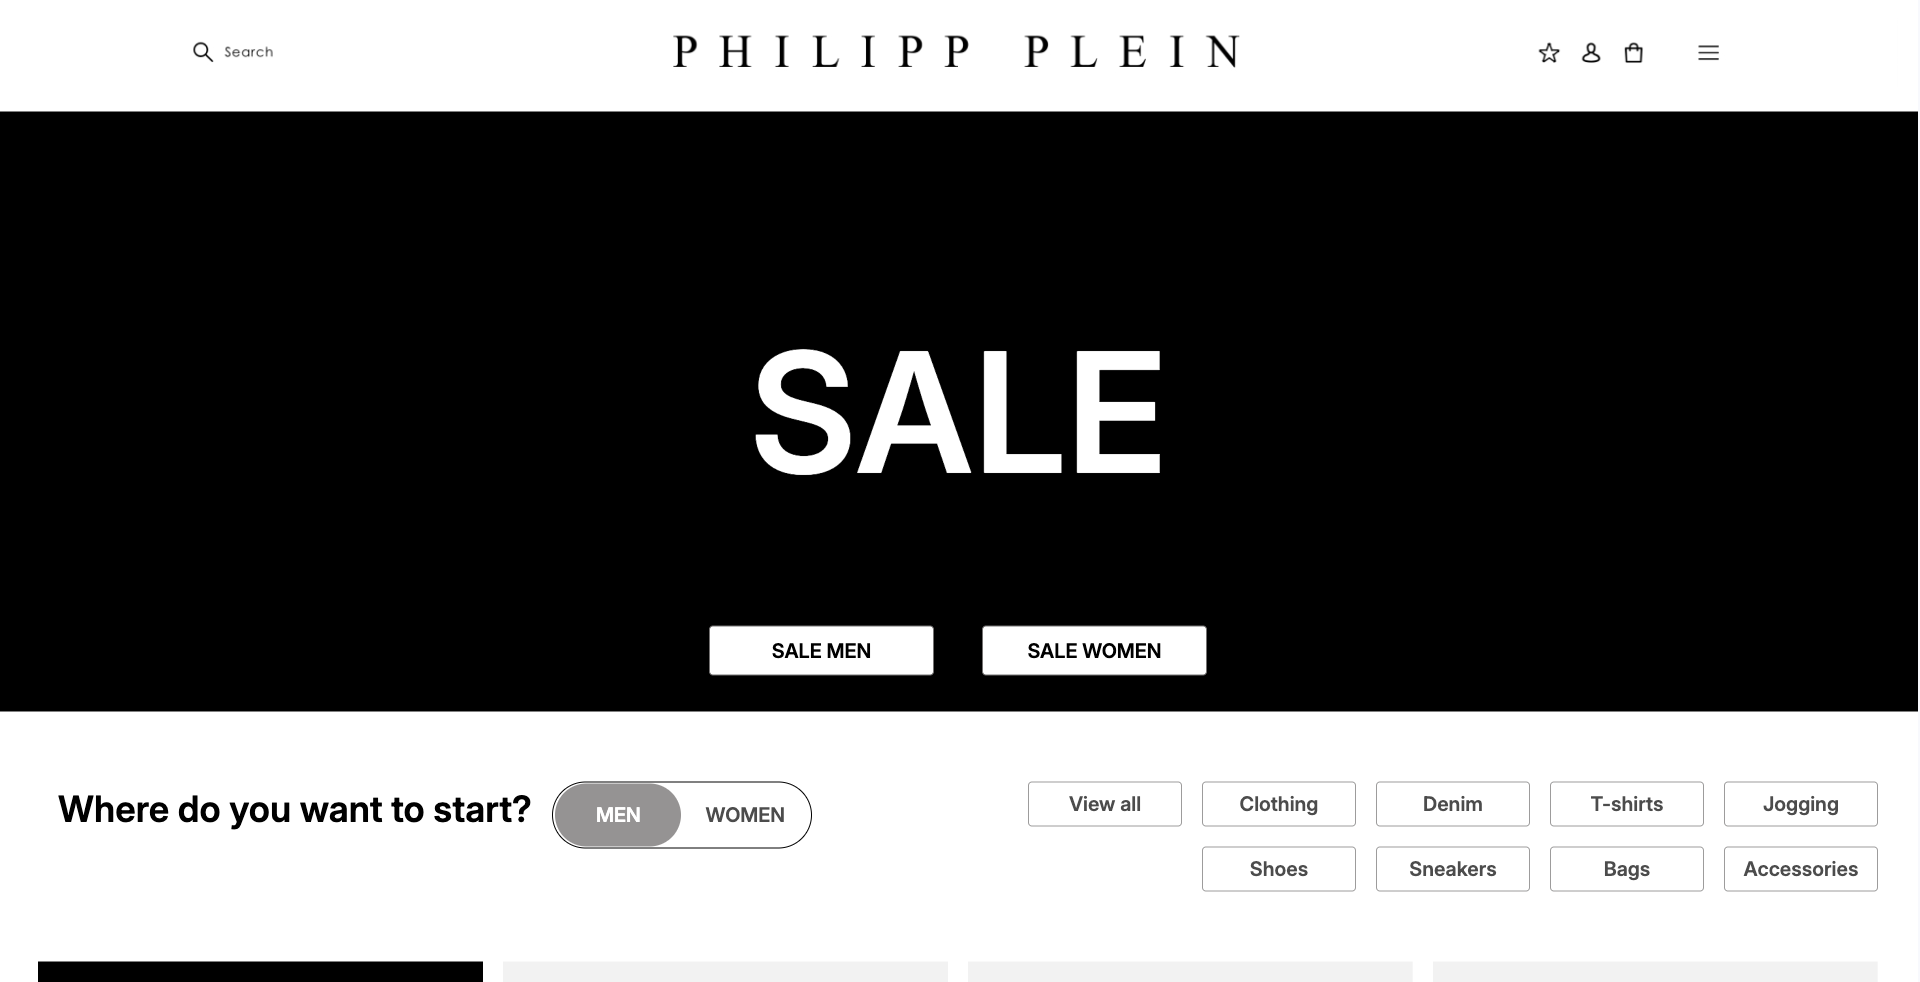 Search
PHILIPP PLEIN
SALE
SALE MEN
SALE WOMEN
Where do you want to start?
MEN
WOMEN
View all
Clothing
Denim
T-shirts
Jogging
Shoes
Sneakers
Bags
Accessories